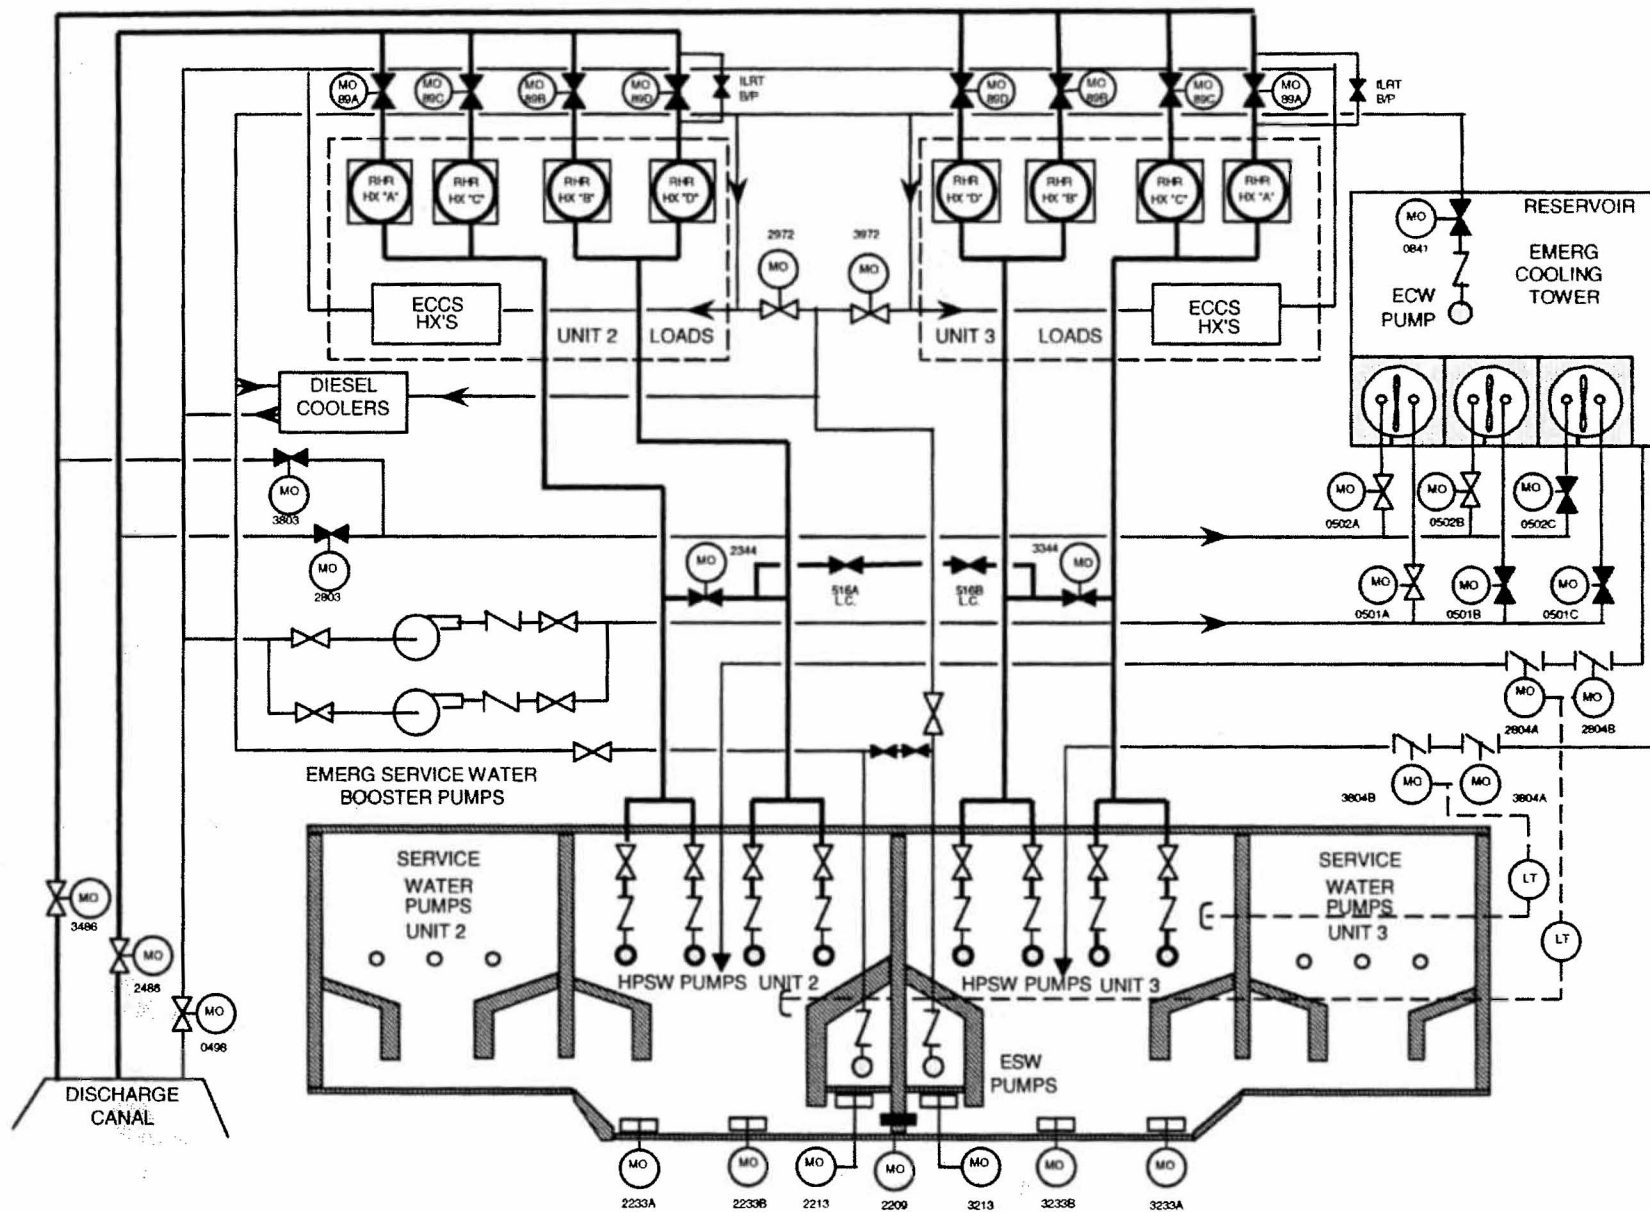 MO
89A
MO
89C
MO
89B
MO
89D
ILRT
B/P
MO
89D
MO
89B
MO
89C
MO
89A
ILRT
B/P
RHR
HX "A"
RHR
HX "C"
RHR
HX "B"
RHR
HX "D"
RHR
HX "D"
RHR
HX "B"
RHR
HX "C"
RHR
HX "A"
RESERVOIR
MO
0841
EMERG
COOLING
TOWER
ECW
PUMP
2972
MO
3972
MO
ECCS
HX'S
UNIT 2 LOADS
UNIT 3 LOADS
ECCS
HX'S
DIESEL
COOLERS
MO
3803
MO
2803
MO
0502A
MO
0502B
MO
0502C
MO
2344
516A
L.C.
516B
L.C.
3344
MO
MO
0501A
MO
0501B
MO
0501C
MO
2804A
MO
2804B
EMERG SERVICE WATER
BOOSTER PUMPS
3804B
MO
MO
3804A
SERVICE
WATER
PUMPS
UNIT 2
SERVICE
WATER
PUMPS
UNIT 3
LT
LT
MO
3486
MO
2486
MO
0498
HPSW PUMPS UNIT 2
HPSW PUMPS UNIT 3
ESW
PUMPS
DISCHARGE
CANAL
MO
2233A
MO
2233B
MO
2213
MO
2209
MO
3213
MO
3233B
MO
3233A